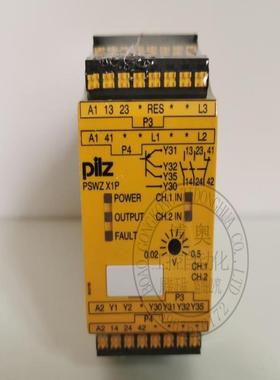 P3
A1 13 23 * RES * * L3
A1 41 * * L1 * * L2
P4
Y31
Y32
Y35
Y30
13 23 41
14 24 42
pilz
PSWZ X1P
POWER
CH.1 IN
OUTPUT
CH.2 IN
FAULT
0.02
0.5
V
CH.1
CH.2
P3
A2 Y1 Y2 * Y30 Y31 Y32 Y35
P4
A2 14 24 42 * * * *